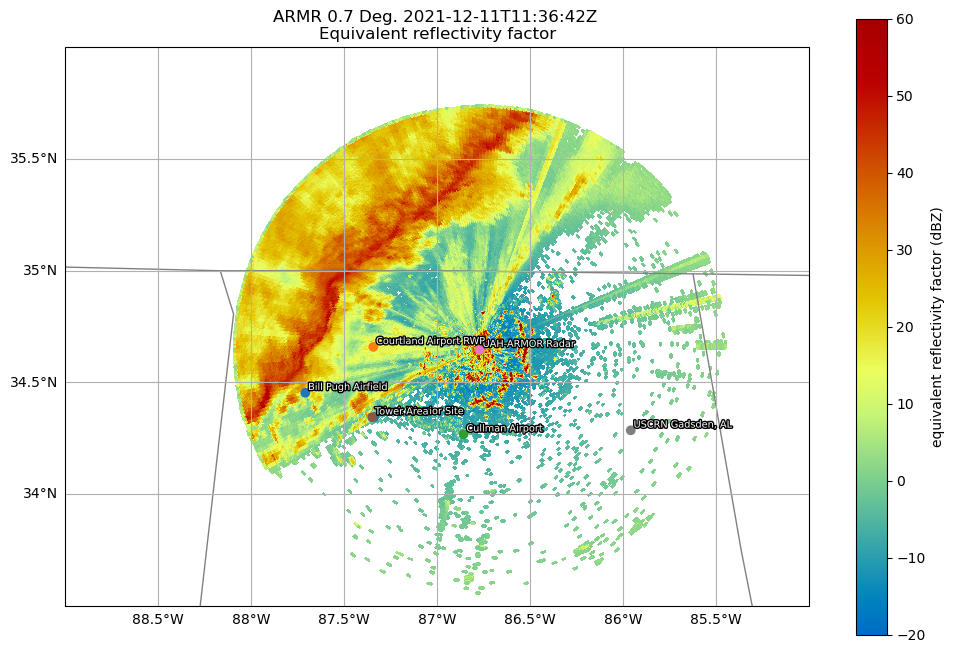 ARMR 0.7 Deg. 2021-12-11T11:36:42Z
Equivalent reflectivity factor
60
50
40
30
20
10
0
−10
−20
equivalent reflectivity factor (dBZ)
35.5°N
35°N
34.5°N
34°N
Courtland Airport RWP
UAH-ARMOR Radar
Bill Pugh Airfield
Tower Site
Cullman Airport
USCRN Gadsden, AL
88.5°W
88°W
87.5°W
87°W
86.5°W
86°W
85.5°W